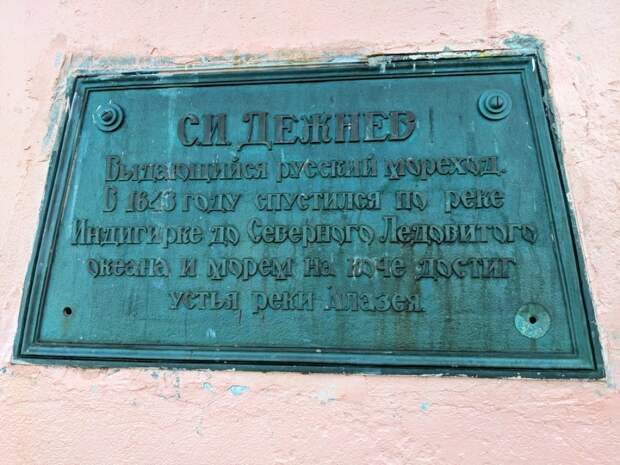 С.И. ДЕЖНЕВ
Выдающийся русский мореход.
В 1643 году спустился по реке
Индигирке до Северного Ледовитого
океана и морем на коче достиг
устья реки Алазея.